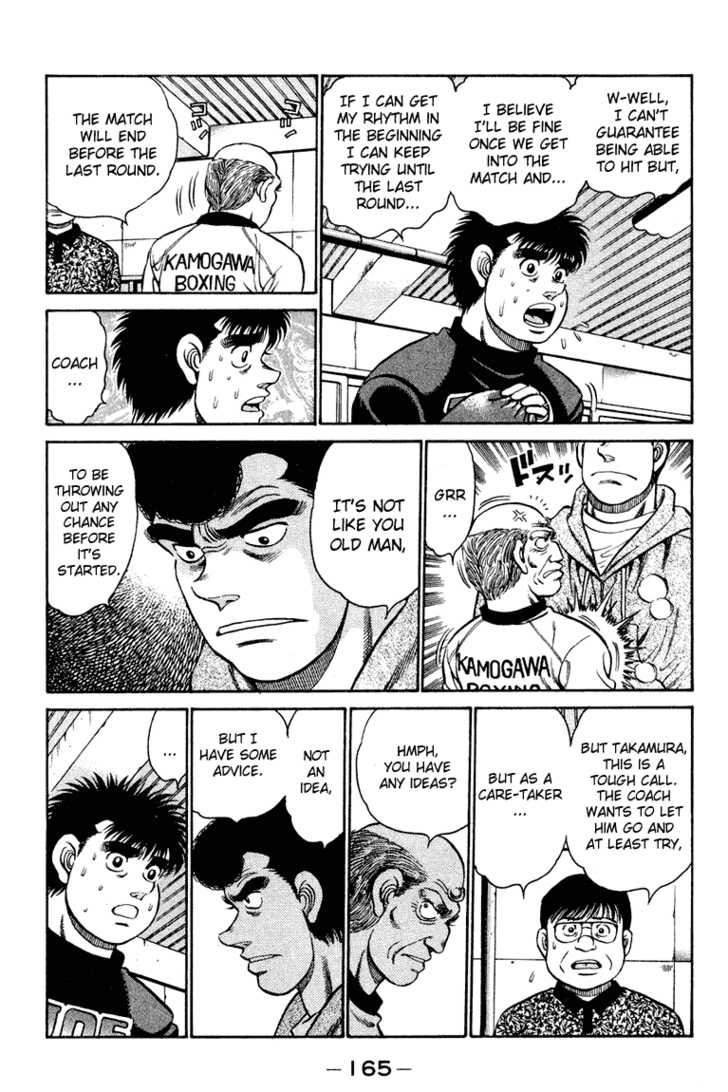 W-WELL,
I CAN'T
GUARANTEE
BEING ABLE
TO HIT BUT,
I BELIEVE
I'LL BE FINE
ONCE WE GET
INTO THE
MATCH AND...
IF I CAN GET
MY RHYTHM IN
THE BEGINNING
I CAN KEEP
TRYING UNTIL
THE LAST
ROUND...
THE MATCH
WILL END
BEFORE THE
LAST ROUND.
KAMOGAWA
BOXING
COACH
...
GRR
...
ドスッ
KAMOGAWA
BOXING
IT'S NOT
LIKE YOU
OLD MAN,
TO BE
THROWING
OUT ANY
CHANCE
BEFORE
IT'S
STARTED.
BUT TAKAMURA,
THIS IS A
TOUGH CALL.
THE COACH
WANTS TO LET
HIM GO AND
AT LEAST TRY,
BUT AS A
CARE-TAKER
...
HMPH,
YOU HAVE
ANY IDEAS?
NOT
AN
IDEA,
BUT I
HAVE SOME
ADVICE.
...
- 165 -